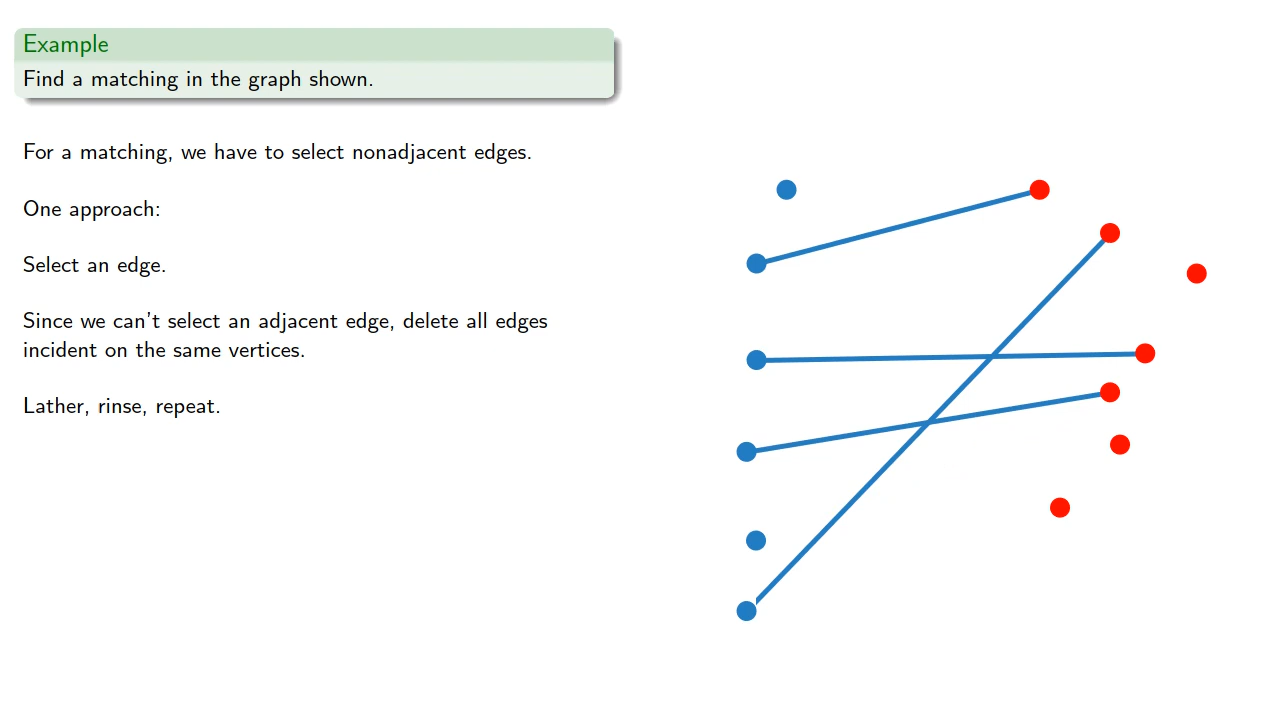 Example
Find a matching in the graph shown.
For a matching, we have to select nonadjacent edges.
One approach:
Select an edge.
Since we can't select an adjacent edge, delete all edges
incident on the same vertices.
Lather, rinse, repeat.